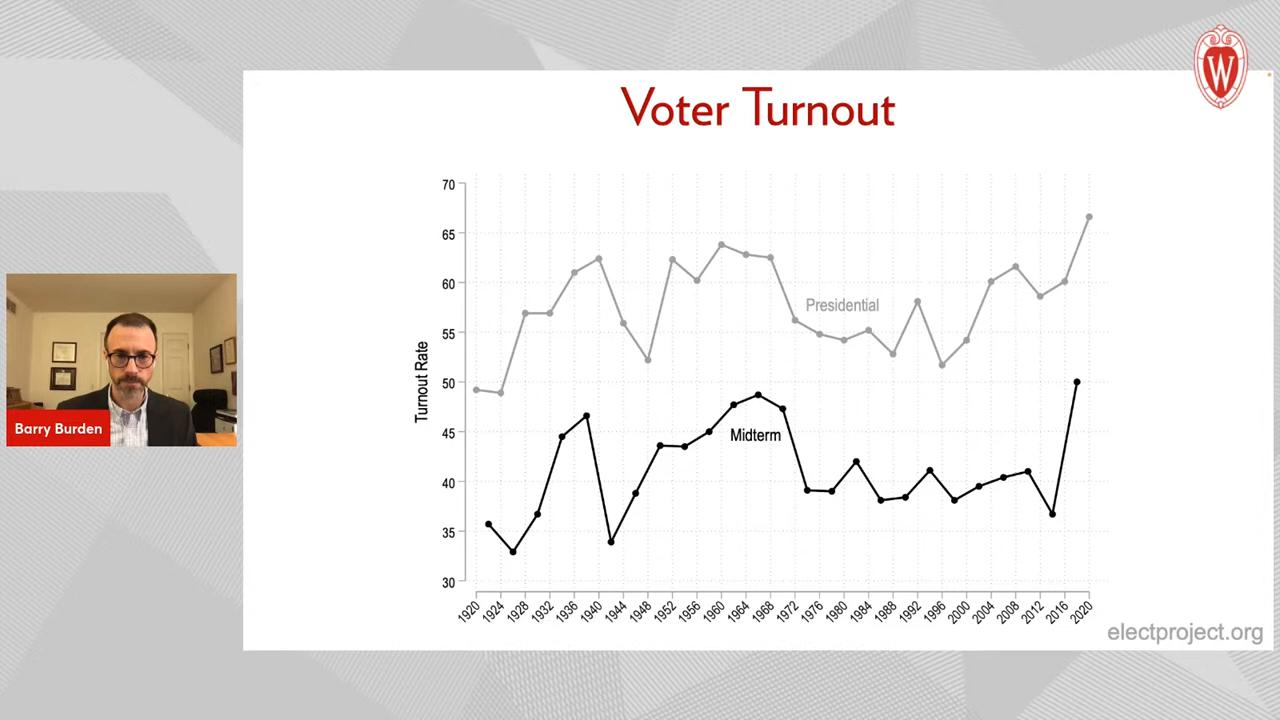 W
Voter Turnout
70
65
60
55
50
45
40
35
30
Turnout Rate
Presidential
Midterm
1920 1924 1928 1932 1936 1940 1944 1948 1952 1956 1960 1964 1968 1972 1976 1980 1984 1988 1992 1996 2000 2004 2008 2012 2016 2020
electproject.org
Barry Burden